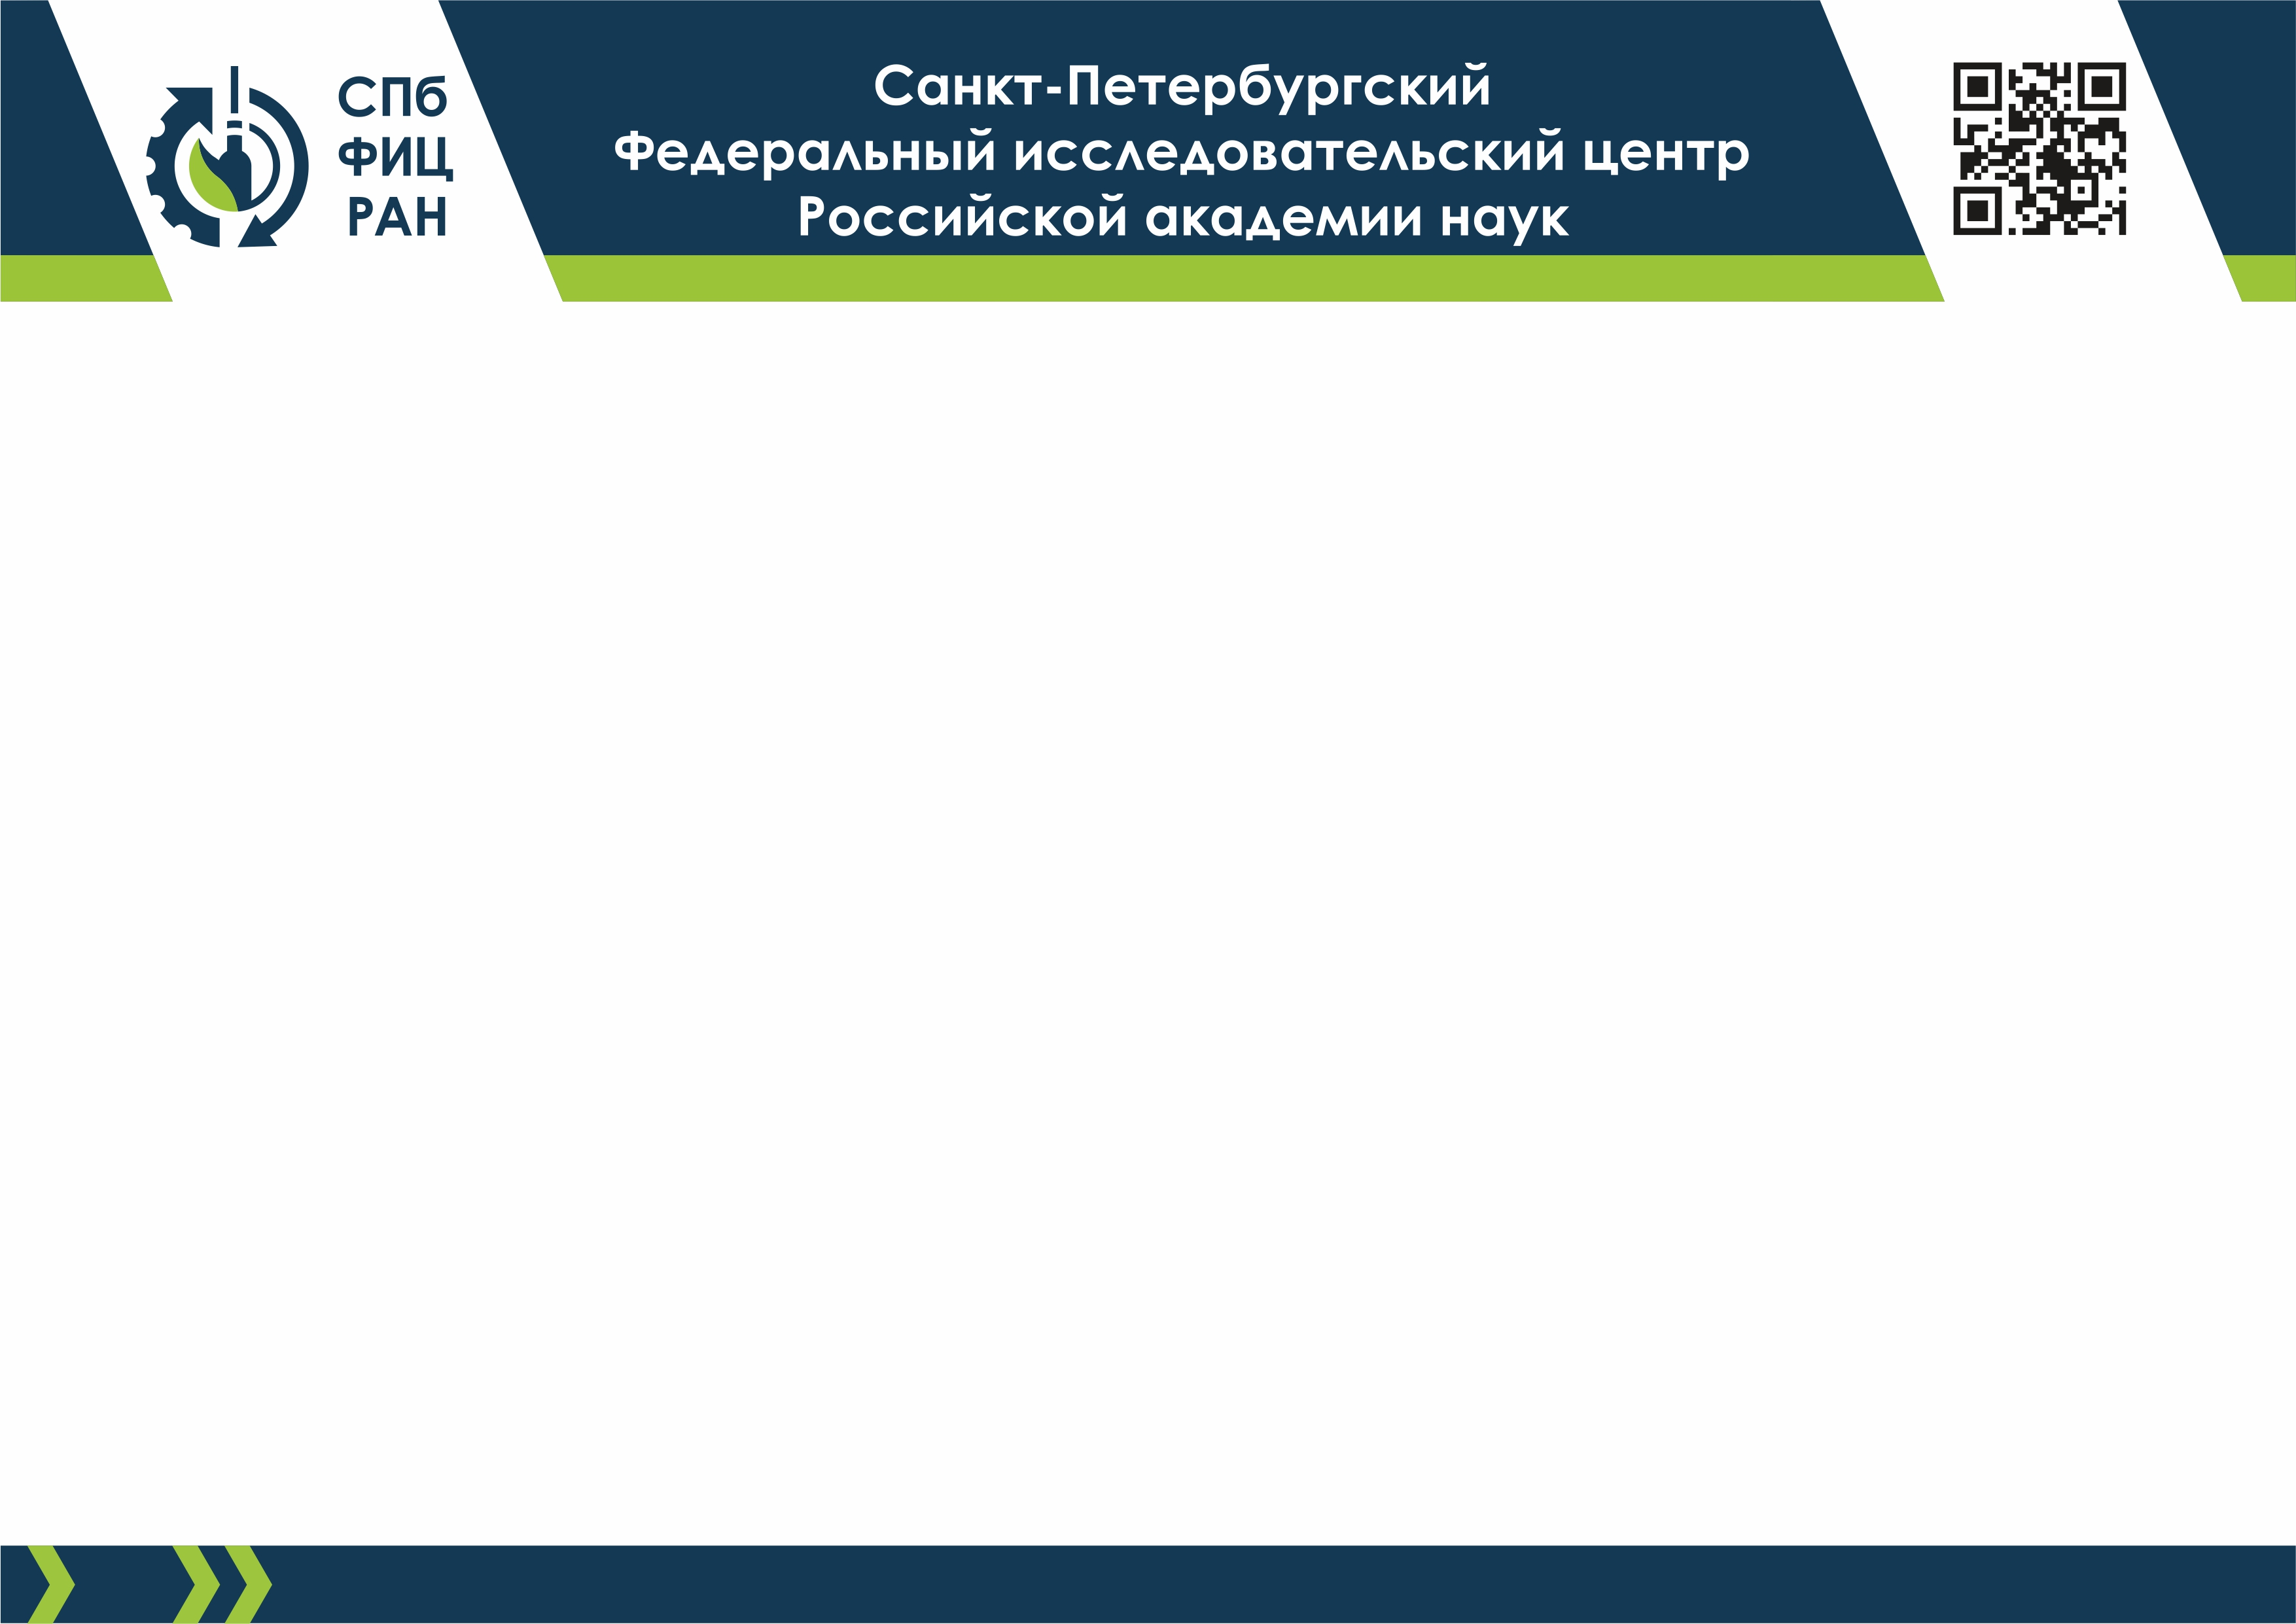 СПб
ФИЦ
РАН
Санкт-Петербургский
Федеральный исследовательский центр
Российской академии наук